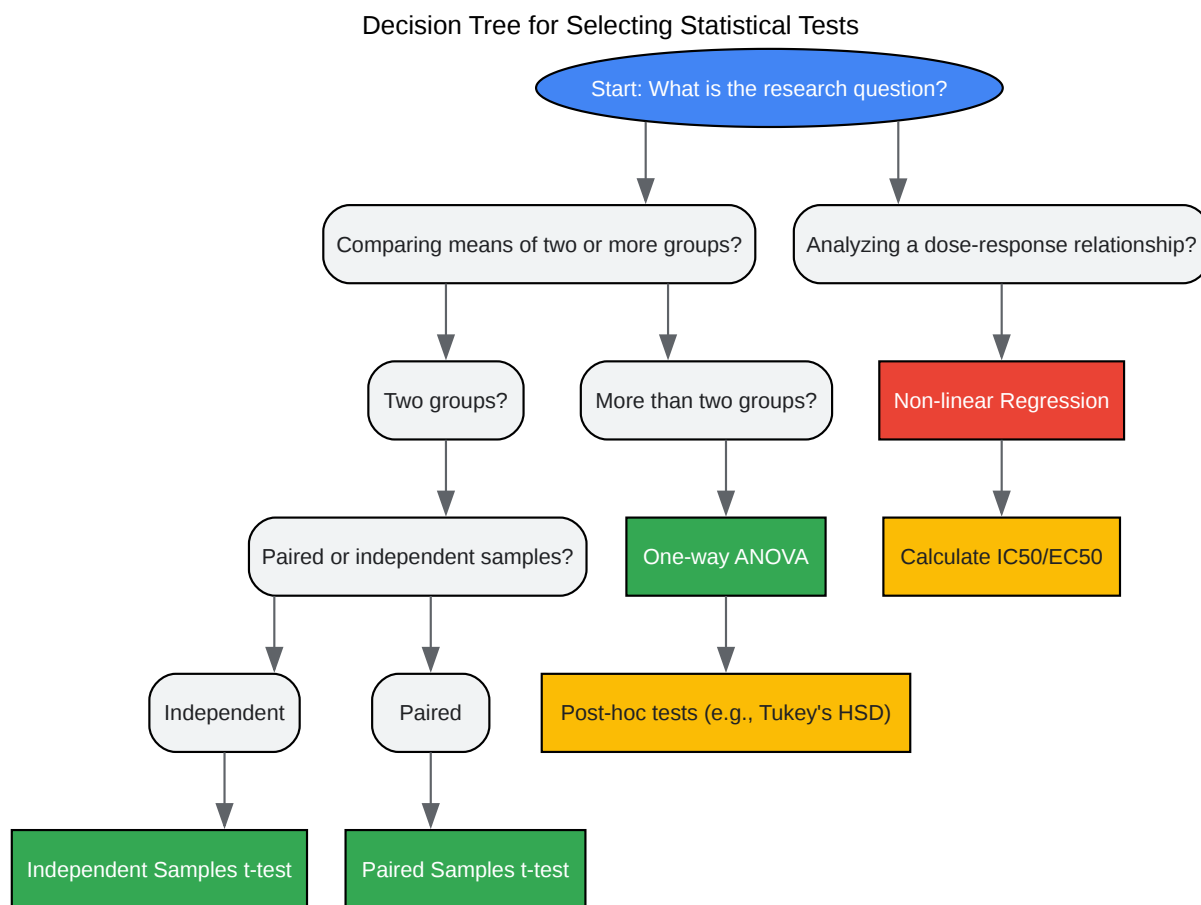 Decision Tree for Selecting Statistical Tests
Start: What is the research question?
Comparing means of two or more groups?
Analyzing a dose-response relationship?
Two groups?
More than two groups?
Non-linear Regression
Paired or independent samples?
One-way ANOVA
Calculate IC50/EC50
Independent
Paired
Post-hoc tests (e.g., Tukey's HSD)
Independent Samples t-test
Paired Samples t-test